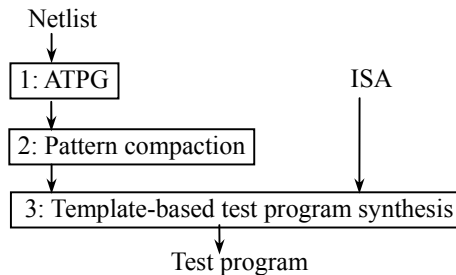 Netlist
1: ATPG
ISA
2: Pattern compaction
3: Template-based test program synthesis
Test program